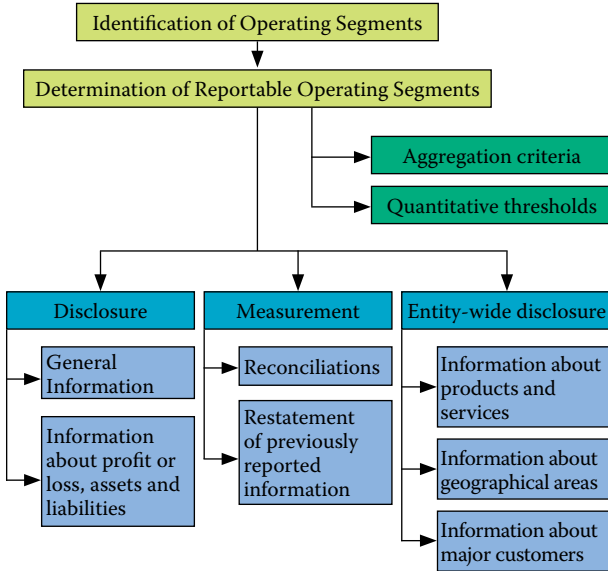 Identification of Operating Segments
Determination of Reportable Operating Segments
Aggregation criteria
Quantitative thresholds
Disclosure
General
Information
Information
about profit or
loss, assets and
liabilities
Measurement
Reconciliations
Restatement
of previously
reported
information
Entity-wide disclosure
Information about
products and
services
Information about
geographical areas
Information about
major customers